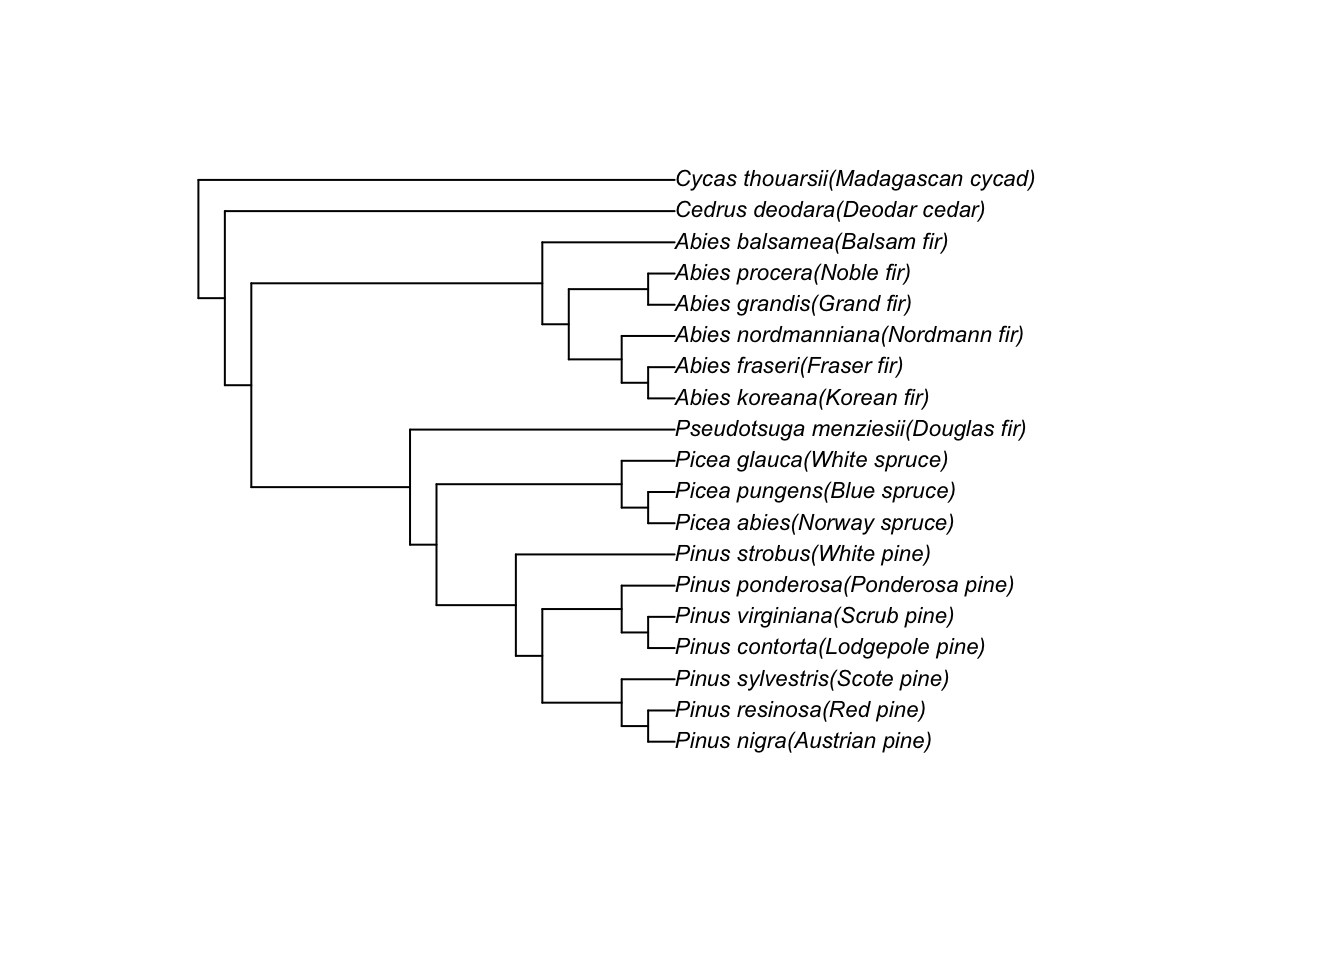 Cycas thouarsii(Madagascan cycad)
Cedrus deodara(Deodar cedar)
Abies balsamea(Balsam fir)
Abies procera(Noble fir)
Abies grandis(Grand fir)
Abies nordmanniana(Nordmann fir)
Abies fraseri(Fraser fir)
Abies koreana(Korean fir)
Pseudotsuga menziesii(Douglas fir)
Picea glauca(White spruce)
Picea pungens(Blue spruce)
Picea abies(Norway spruce)
Pinus strobus(White pine)
Pinus ponderosa(Ponderosa pine)
Pinus virginiana(Scrub pine)
Pinus contorta(Lodgepole pine)
Pinus sylvestris(Scote pine)
Pinus resinosa(Red pine)
Pinus nigra(Austrian pine)